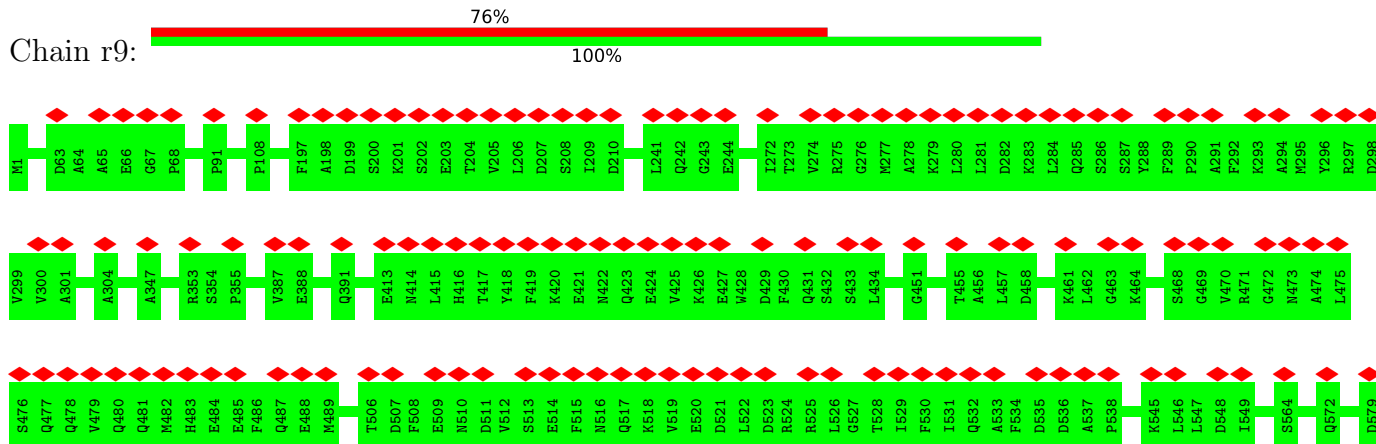 76%
Chain r9:
100%
M1 D63 A64 A65 E66 G67 P68 P91 P108 F197 A198 D199 S200 K201 S202 E203 T204 V205 L206 D207 S208 I209 D210 L241 Q242 G243 E244 I272 T273 V274 R275 G276 M277 A278 K279 L280 L281 D282 K283 L284 Q285 S286 S287 Y288 F289 P290 A291 F292 K293 A294 M295 Y296 R297 D298
V299 V300 A301 A304 A347 R353 S354 P355 V387 E388 Q391 E413 N414 L415 H416 T417 Y418 F419 K420 E421 N422 Q423 E424 V425 K426 E427 W428 D429 F430 Q431 S432 S433 L434 G451 T455 A456 L457 D458 K461 L462 G463 K464 S468 G469 V470 R471 G472 N473 A474 L475
S476 Q477 Q478 V479 Q480 Q481 M482 H483 E484 E485 F486 Q487 E488 M489 T506 D507 F508 E509 N510 D511 V512 S513 E514 F515 N516 Q517 K518 V519 E520 D521 L522 D523 R524 R525 L526 G527 T528 I529 F530 I531 Q532 A533 F534 D535 D536 A537 P538 K545 L546 L547 D548 I549 S564 Q572 D579